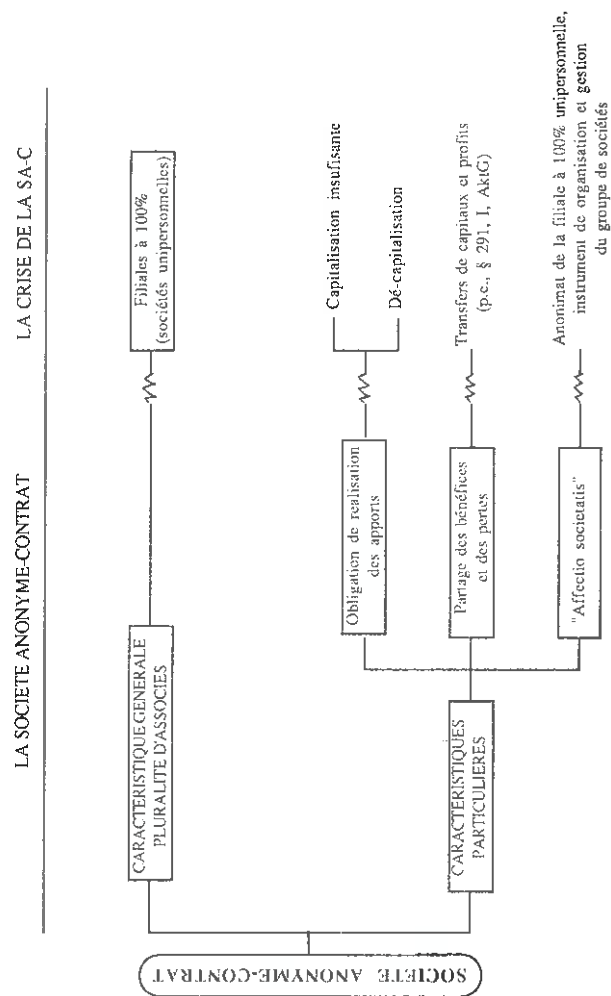 LA SOCIETE ANONYME-CONTRAT
LA CRISE DE LA SA-C
SOCIETE ANONYME-CONTRAT
CARACTERISTIQUE GENERALE
PLURALITE D'ASSOCIES
Filiales à 100%
(sociétés unipersonnelles)
CARACTERISTIQUES
PARTICULIERES
Obligation de realisation
des apports
Capitalisation insufisante
Dé-capitalisation
Partage des bénéfices
et des pertes
Transferts de capitaux et profits
(p.e., § 291, I, AktG)
"Affectio societatis"
Anonimat de la filiale à 100% unipersonnelle,
instrument de organisation et gestion
du groupe de sociétés